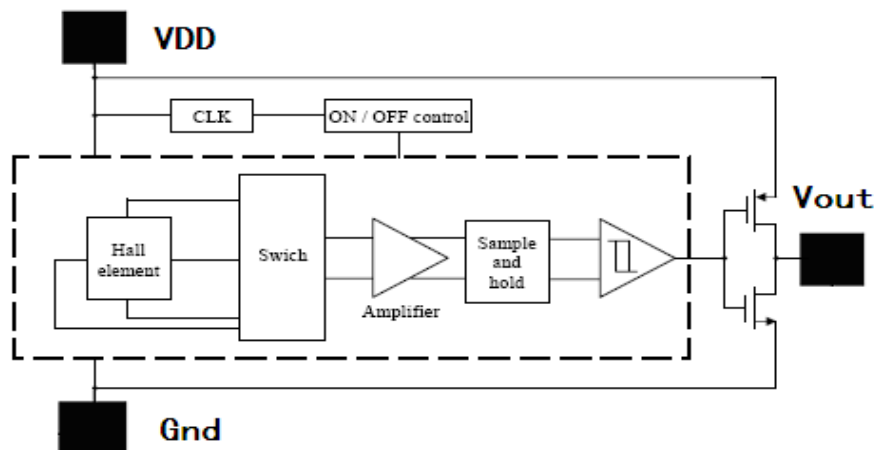 VDD
CLK
ON / OFF control
Vout
Hall
element
Swich
Sample
and
hold
Amplifier
Gnd